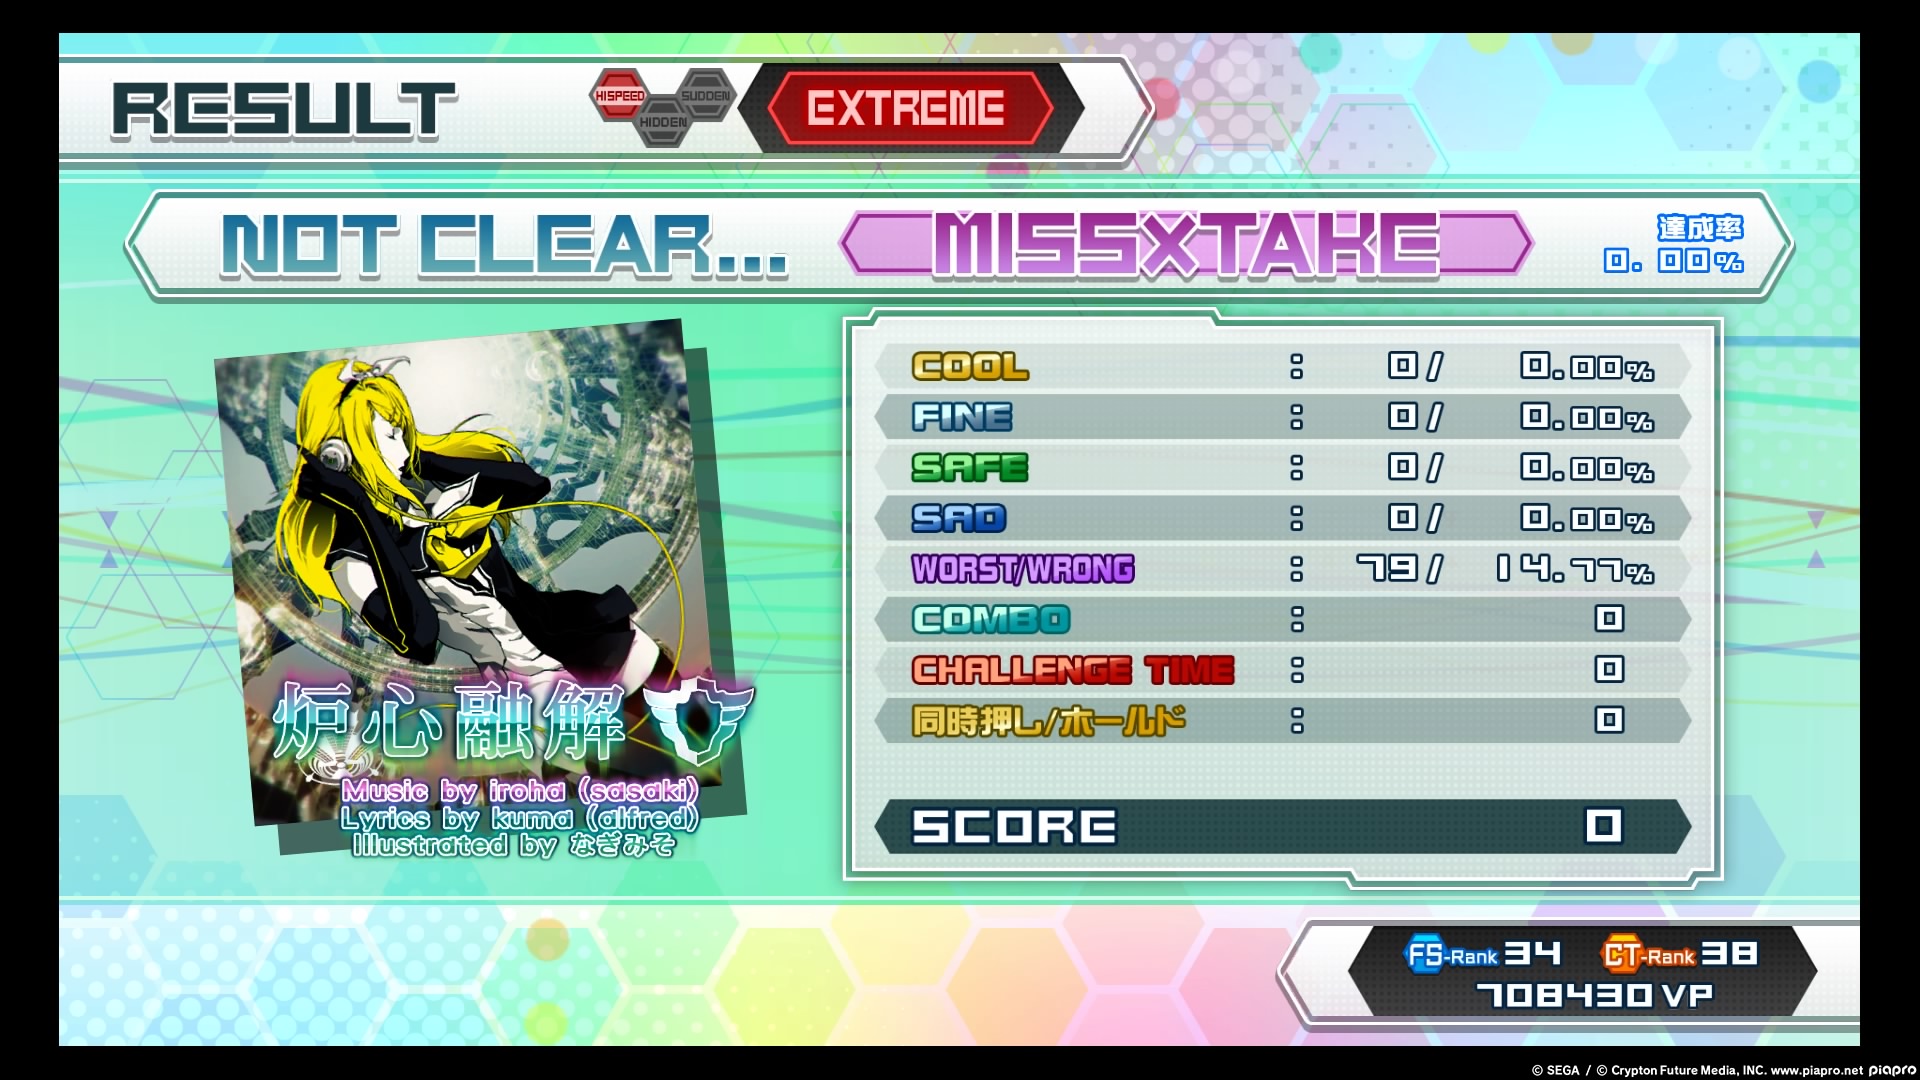 RESULT
HISPEED
SUDDEN
HIDDEN
EXTREME
NOT CLEAR...
MISS×TAKE
達成率
0.00%
COOL : 0/ 0.00%
FINE : 0/ 0.00%
SAFE : 0/ 0.00%
SAD : 0/ 0.00%
WORST/WRONG : 79/ 14.77%
COMBO : 0
CHALLENGE TIME : 0
同時押し/ホールド : 0
SCORE 0
炉心融解
Music by iroha (sasaki)
Lyrics by kuma (alfred)
Illustrated by なぎみそ
FS-Rank 34 CT-Rank 38
708430VP
© SEGA / © Crypton Future Media, INC. www.piapro.net piapro